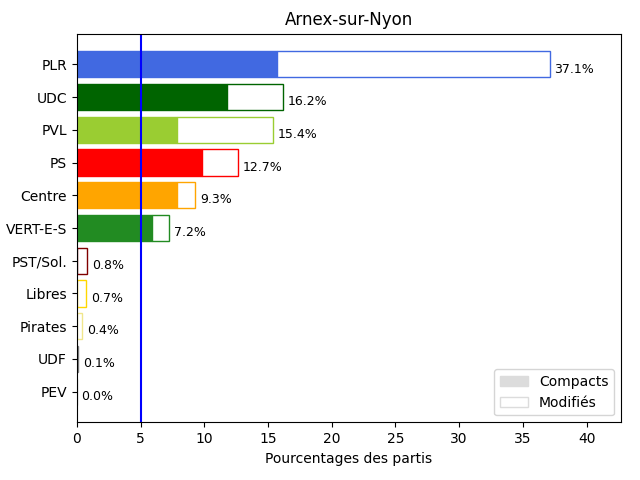 Arnex-sur-Nyon
PLR 37.1%
UDC 16.2%
PVL 15.4%
PS 12.7%
Centre 9.3%
VERT-E-S 7.2%
PST/Sol. 0.8%
Libres 0.7%
Pirates 0.4%
UDF 0.1%
PEV 0.0%
Compacts
Modifiés
0 5 10 15 20 25 30 35 40
Pourcentages des partis